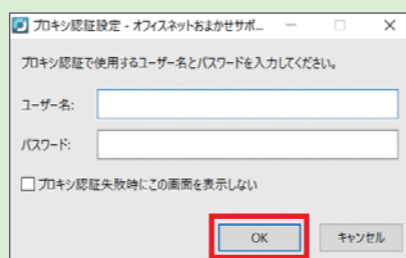 プロキシ認証設定 - オフィスネットおまかせサポ...
プロキシ認証で使用するユーザー名とパスワードを入力してください。
ユーザー名:
パスワード:
プロキシ認証失敗時にこの画面を表示しない
OK
キャンセル